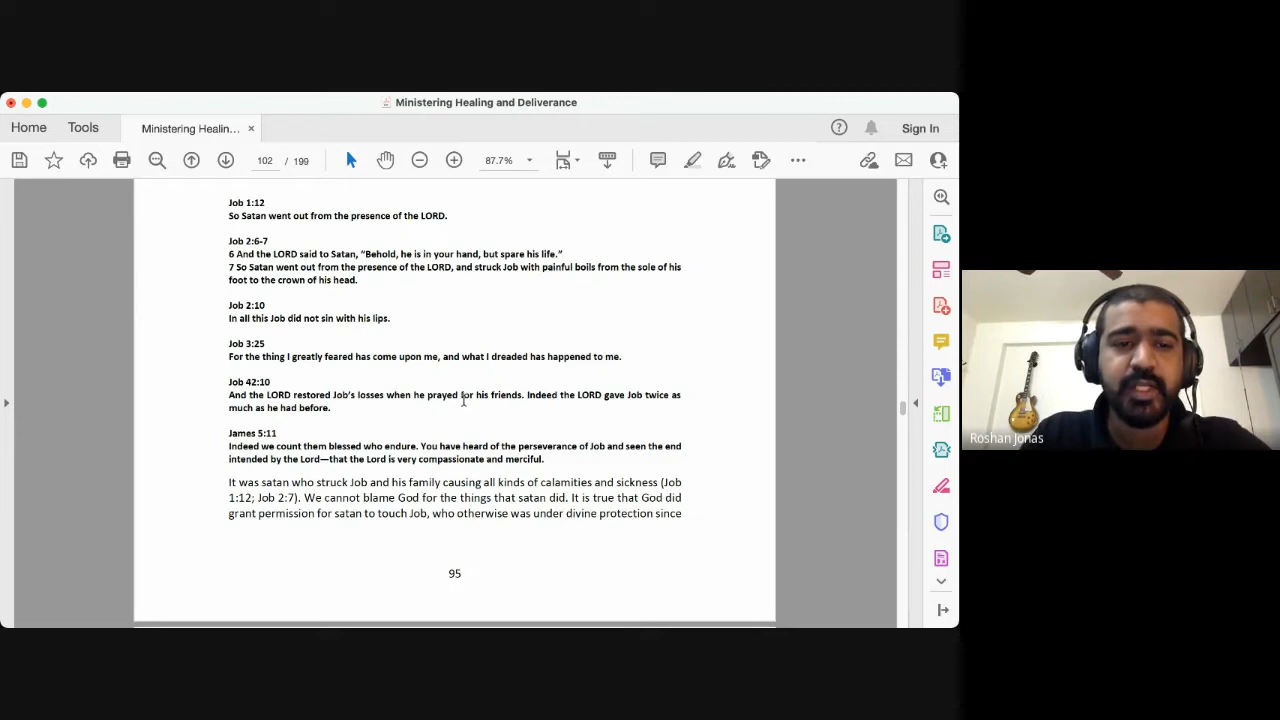 Ministering Healing and Deliverance
Home
Tools
Ministering Healin...
Sign In
102 / 199
87.7%
Job 1:12
So Satan went out from the presence of the LORD.
Job 2:6-7
6 And the LORD said to Satan, “Behold, he is in your hand, but spare his life.”
7 So Satan went out from the presence of the LORD, and struck Job with painful boils from the sole of his
foot to the crown of his head.
Job 2:10
In all this Job did not sin with his lips.
Job 3:25
For the thing I greatly feared has come upon me, and what I dreaded has happened to me.
Job 42:10
And the LORD restored Job’s losses when he prayed for his friends. Indeed the LORD gave Job twice as
much as he had before.
James 5:11
Indeed we count them blessed who endure. You have heard of the perseverance of Job and seen the end
intended by the Lord—that the Lord is very compassionate and merciful.
It was satan who struck Job and his family causing all kinds of calamities and sickness (Job
1:12; Job 2:7). We cannot blame God for the things that satan did. It is true that God did
grant permission for satan to touch Job, who otherwise was under divine protection since
95
Roshan Jonas